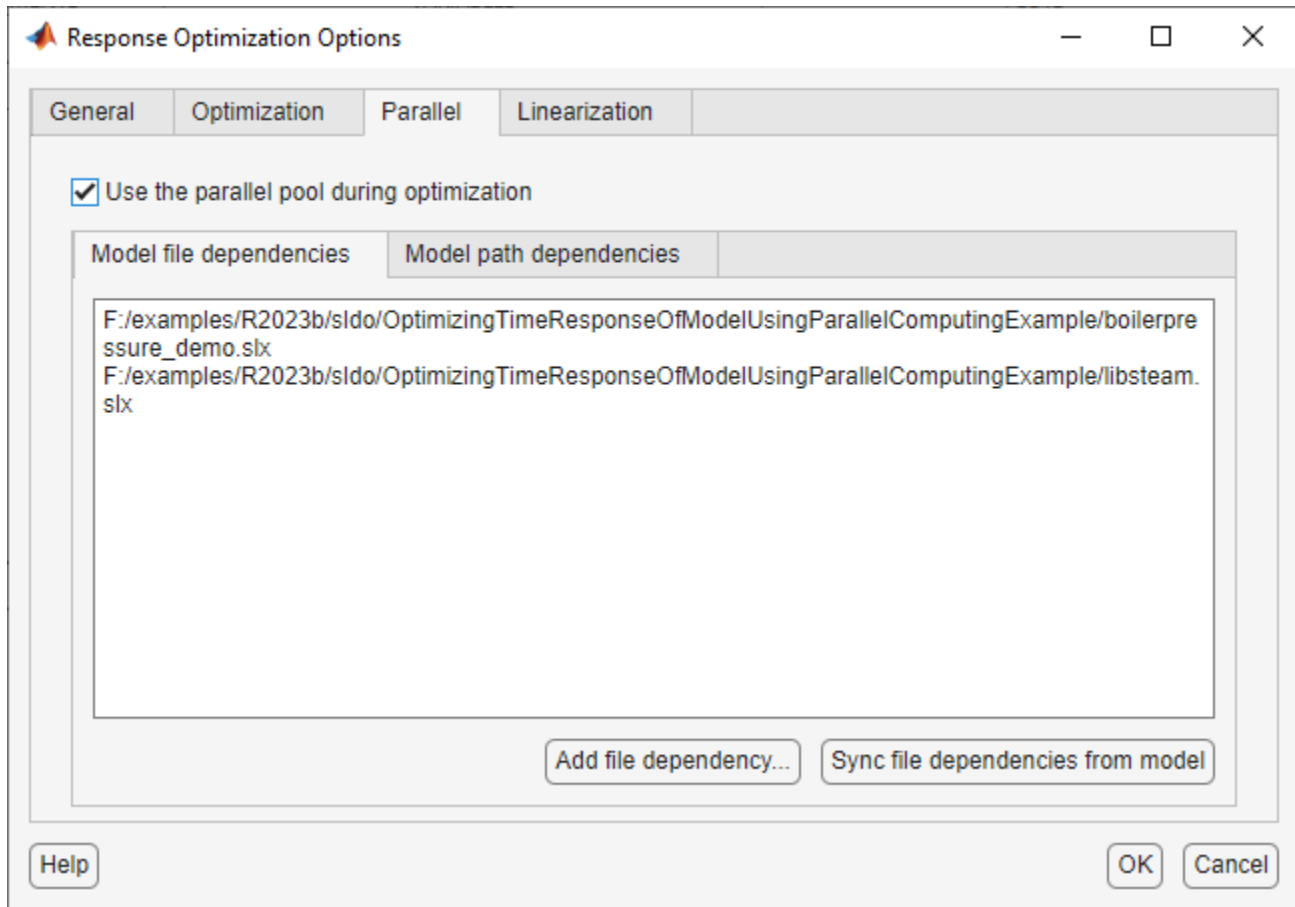 Response Optimization Options
General Optimization Parallel Linearization
Use the parallel pool during optimization
Model file dependencies Model path dependencies
F:/examples/R2023b/sldo/OptimizingTimeResponseOfModelUsingParallelComputingExample/boilerpre
ssure_demo.slx
F:/examples/R2023b/sldo/OptimizingTimeResponseOfModelUsingParallelComputingExample/libsteam.
slx
Add file dependency... Sync file dependencies from model
Help OK Cancel